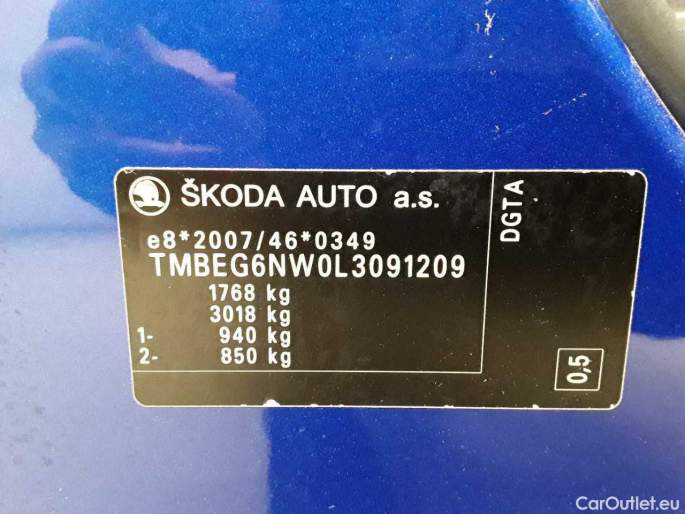 ŠKODA AUTO a.s.
e8*2007/46*0349
TMBEG6NW0L3091209
1768 kg
3018 kg
1- 940 kg
2- 850 kg
DGTA
0,5
CarOutlet.eu